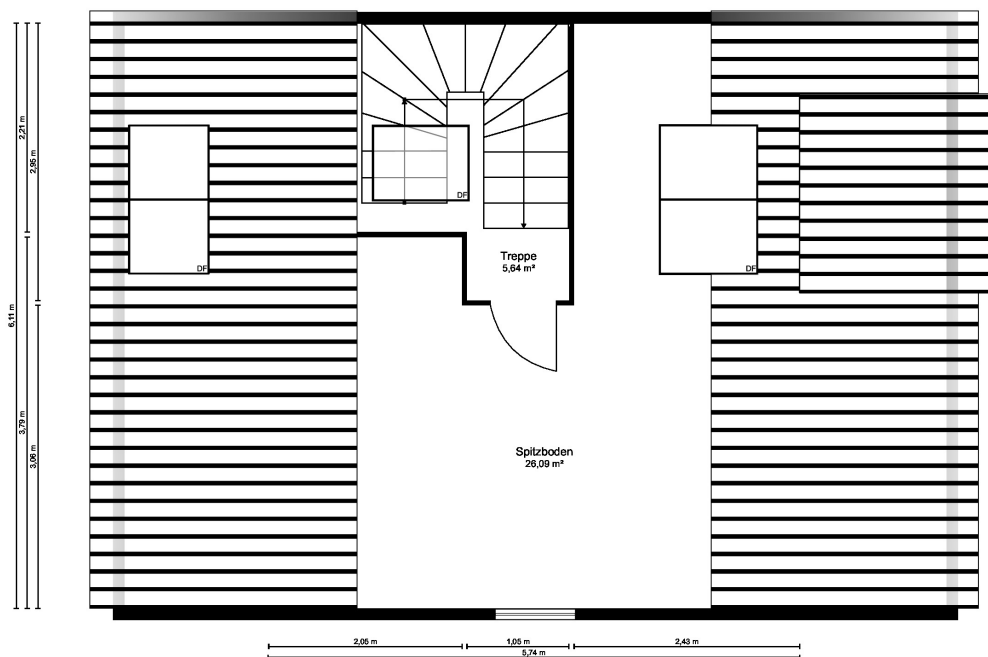 2,21 m
2,95 m
DF
DF
DF
Treppe
5,64 m²
6,11 m
3,79 m
3,06 m
Spitzboden
26,09 m²
2,05 m
1,05 m
2,43 m
5,74 m